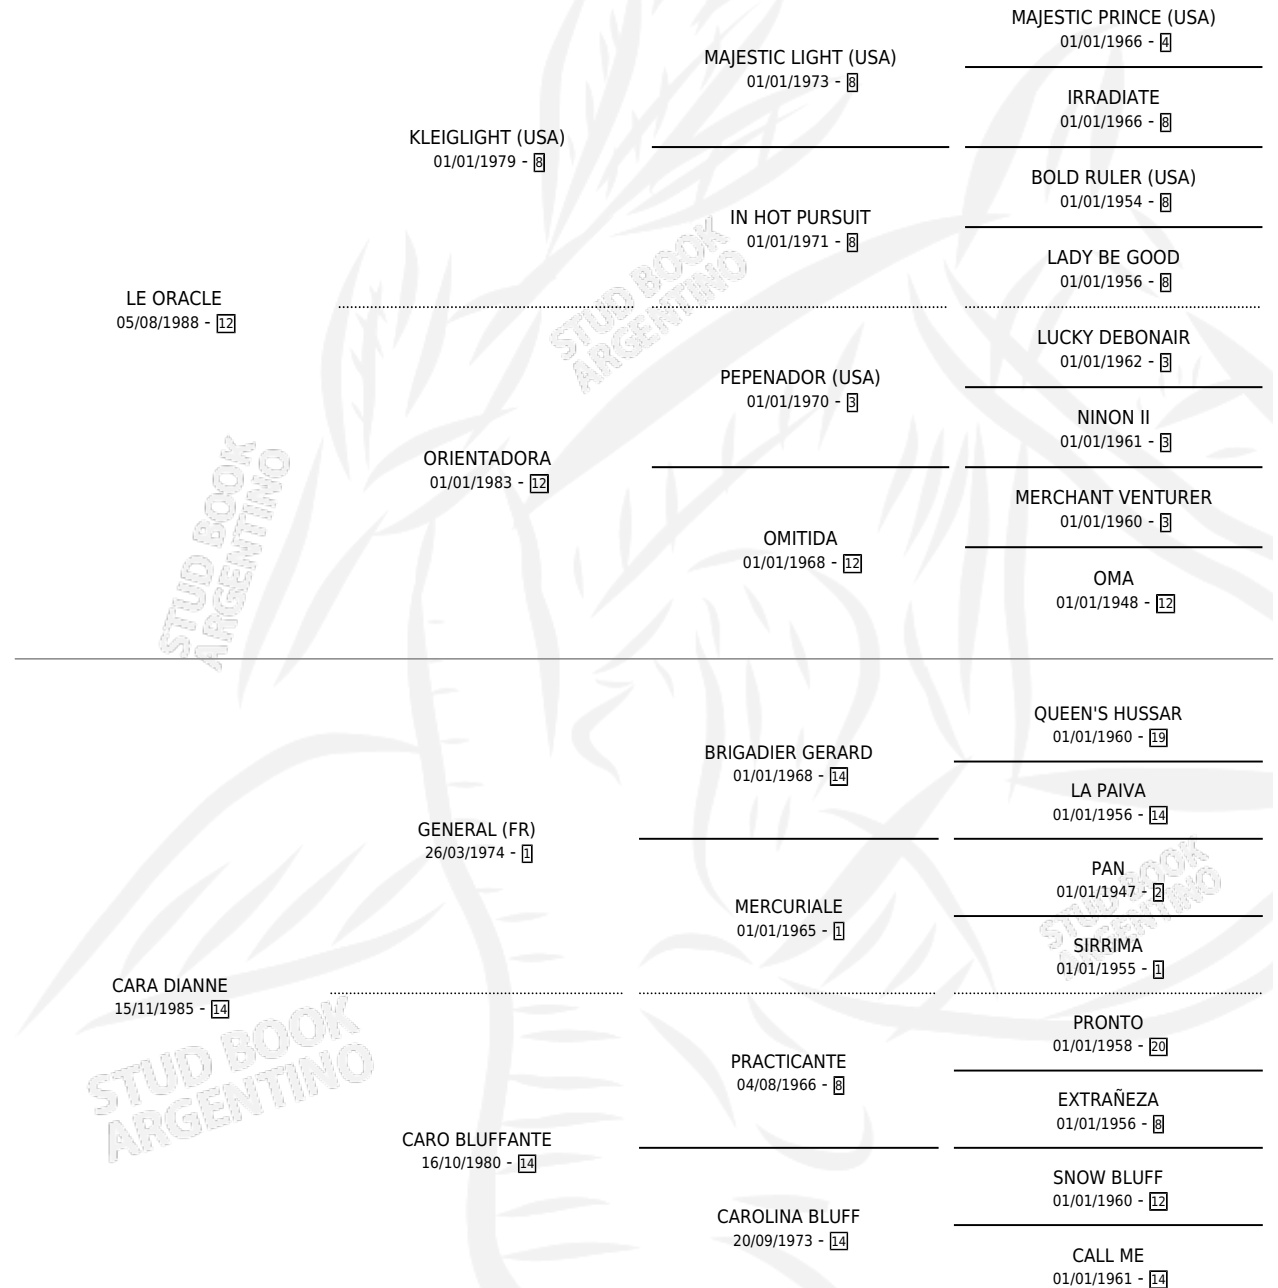 MAJESTIC PRINCE (USA)
01/01/1966 - 4
MAJESTIC LIGHT (USA)
01/01/1973 - 8
IRRADIATE
01/01/1966 - 8
KLEIGLIGHT (USA)
01/01/1979 - 8
BOLD RULER (USA)
01/01/1954 - 8
IN HOT PURSUIT
01/01/1971 - 8
LADY BE GOOD
01/01/1956 - 8
LE ORACLE
05/08/1988 - 12
LUCKY DEBONAIR
01/01/1962 - 3
PEPENADOR (USA)
01/01/1970 - 3
NINON II
01/01/1961 - 3
ORIENTADORA
01/01/1983 - 12
MERCHANT VENTURER
01/01/1960 - 3
OMITIDA
01/01/1968 - 12
OMA
01/01/1948 - 12
QUEEN'S HUSSAR
01/01/1960 - 19
BRIGADIER GERARD
01/01/1968 - 14
LA PAIVA
01/01/1956 - 14
GENERAL (FR)
26/03/1974 - 1
PAN
01/01/1947 - 2
MERCURIALE
01/01/1965 - 1
SIRRIMA
01/01/1955 - 1
CARA DIANNE
15/11/1985 - 14
PRONTO
01/01/1958 - 20
PRACTICANTE
04/08/1966 - 8
EXTRAÑEZA
01/01/1956 - 8
CARO BLUFFANTE
16/10/1980 - 14
SNOW BLUFF
01/01/1960 - 12
CAROLINA BLUFF
20/09/1973 - 14
CALL ME
01/01/1961 - 14
STUD BOOK
ARGENTINO
STUD BOOK
ARGENTINO
STUD BOOK
ARGENTINO
STUD BOOK
ARGENTINO